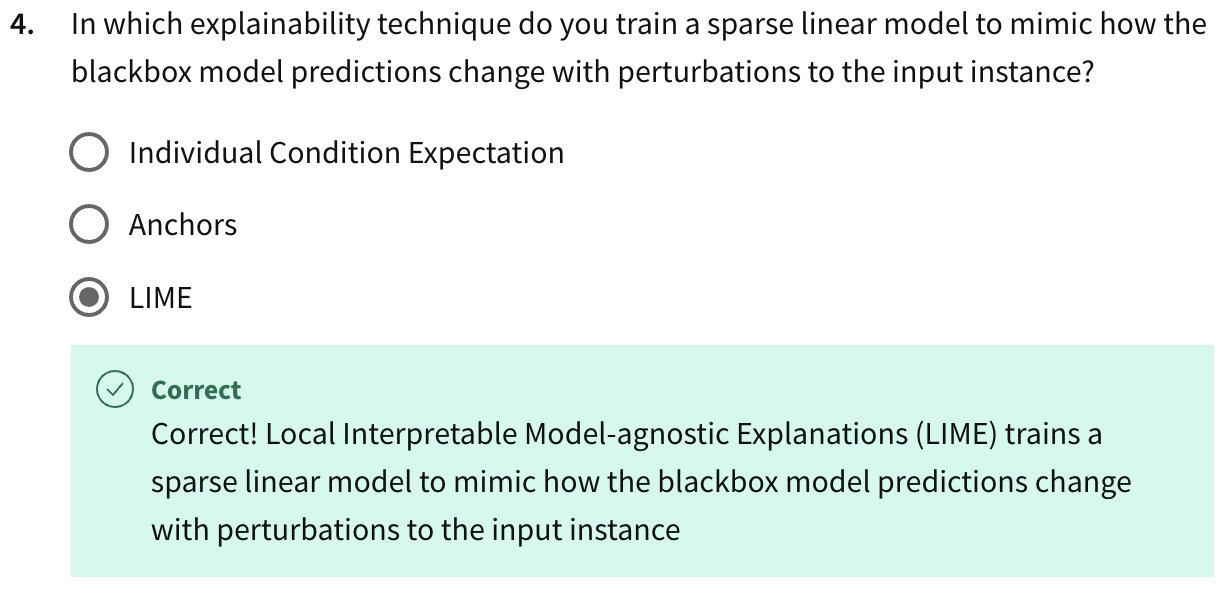 4. In which explainability technique do you train a sparse linear model to mimic how the
blackbox model predictions change with perturbations to the input instance?
Individual Condition Expectation
Anchors
LIME
Correct
Correct! Local Interpretable Model-agnostic Explanations (LIME) trains a
sparse linear model to mimic how the blackbox model predictions change
with perturbations to the input instance